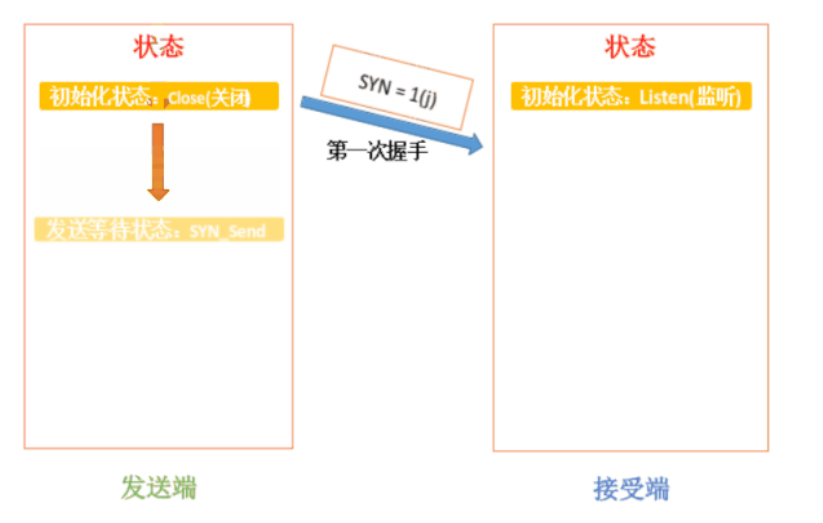 状态
初始化状态：Close(关闭)
发送等待状态：SYN_Send
SYN = 1(j)
第一次握手
状态
初始化状态：Listen(监听)
发送端
接受端